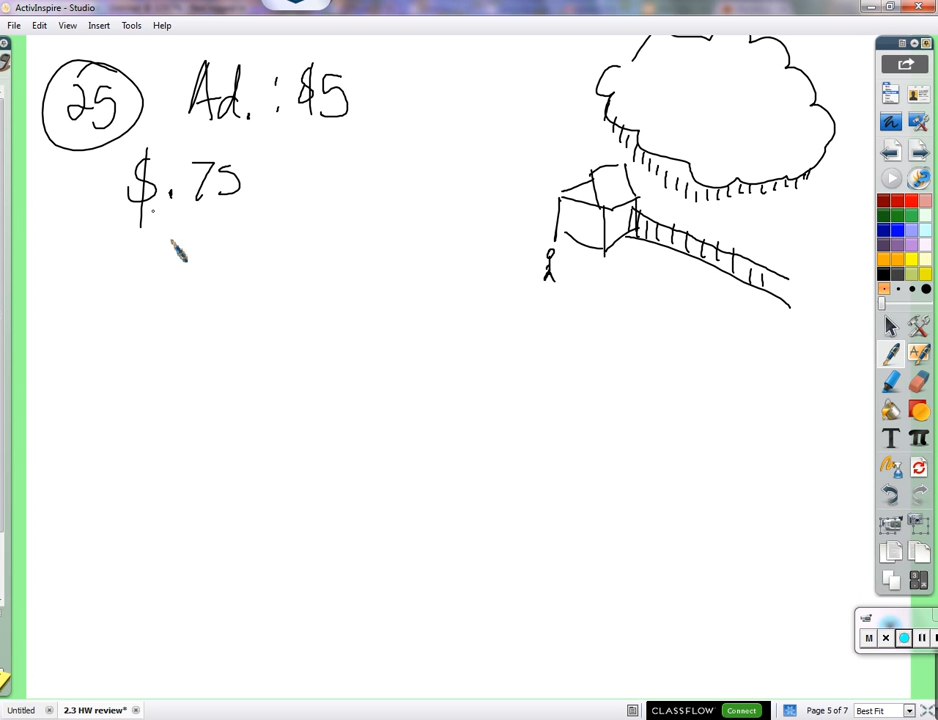 ActivInspire - Studio
File Edit View Insert Tools Help
25 Ad. : $5
$.75
Untitled 2.3 HW review* CLASSFLOW Connect Page 5 of 7 Best Fit